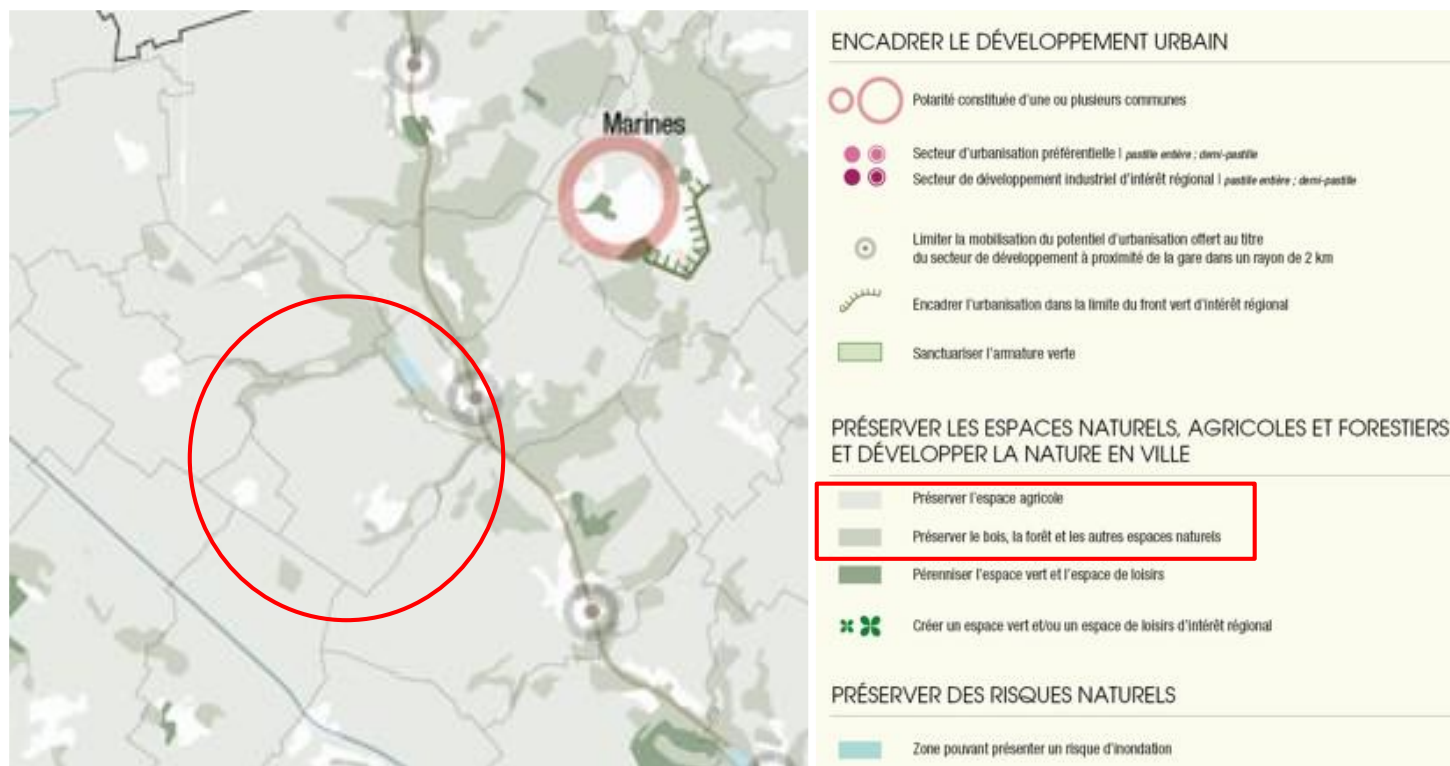 Marines
ENCADRER LE DÉVELOPPEMENT URBAIN
Polarité constituée d'une ou plusieurs communes
Secteur d'urbanisation préférentielle | pastille entière ; demi-pastille
Secteur de développement industriel d'intérêt régional | pastille entière ; demi-pastille
Limiter la mobilisation du potentiel d'urbanisation offert au titre
du secteur de développement à proximité de la gare dans un rayon de 2 km
Encadrer l'urbanisation dans la limite du front vert d'intérêt régional
Sanctuariser l'armature verte
PRÉSERVER LES ESPACES NATURELS, AGRICOLES ET FORESTIERS
ET DÉVELOPPER LA NATURE EN VILLE
Préserver l'espace agricole
Préserver le bois, la forêt et les autres espaces naturels
Pérenniser l'espace vert et l'espace de loisirs
Créer un espace vert et/ou un espace de loisirs d'intérêt régional
PRÉSERVER DES RISQUES NATURELS
Zone pouvant présenter un risque d'inondation